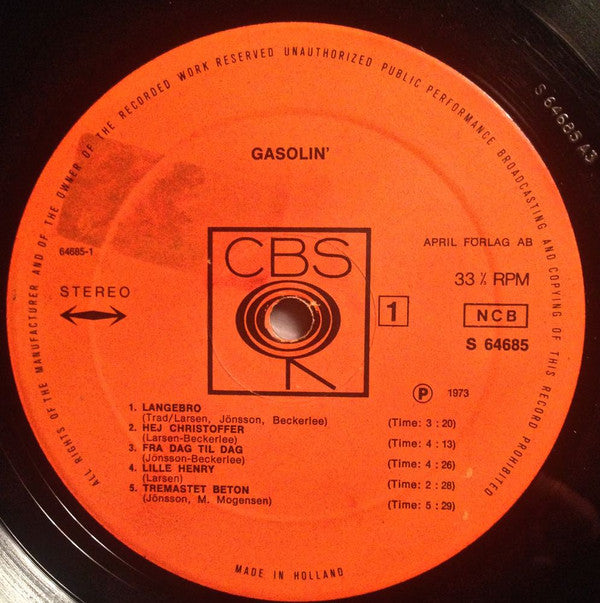 ALL RIGHTS OF THE MANUFACTURER AND OF THE OWNER OF THE RECORDED WORK RESERVED UNAUTHORIZED PUBLIC PERFORMANCE BROADCASTING AND COPYING OF THIS RECORD PROHIBITED
S 64685 A3
GASOLIN'
64685-1
STEREO
CBS
APRIL FÖRLAG AB
33 ⅓ RPM
1
NCB
S 64685
P 1973
1. LANGEBRO
(Trad/Larsen, Jönsson, Beckerlee) (Time: 3 : 20)
2. HEJ CHRISTOFFER
(Larsen-Beckerlee) (Time: 4 : 13)
3. FRA DAG TIL DAG
(Jönsson-Beckerlee) (Time: 4 : 26)
4. LILLE HENRY
(Larsen) (Time: 2 : 28)
5. TREMASTET BETON
(Jönsson, M. Mogensen) (Time: 5 : 29)
MADE IN HOLLAND